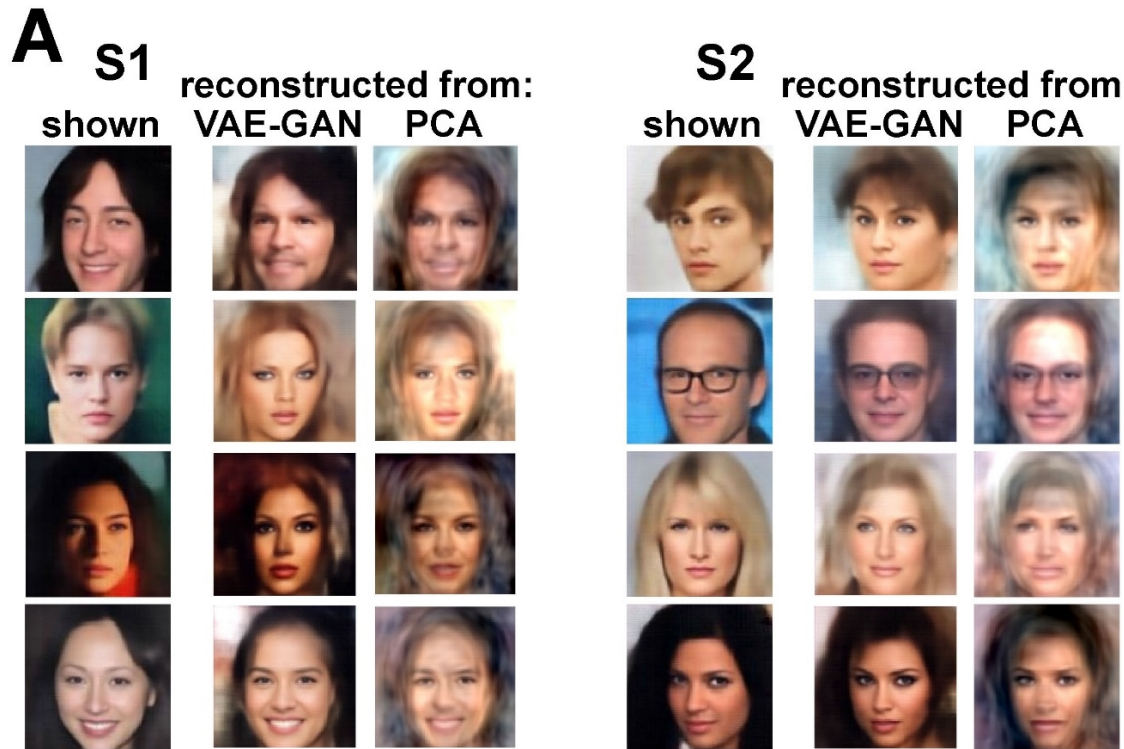 A
S1
reconstructed from:
shown VAE-GAN PCA
S2
reconstructed from
shown VAE-GAN PCA